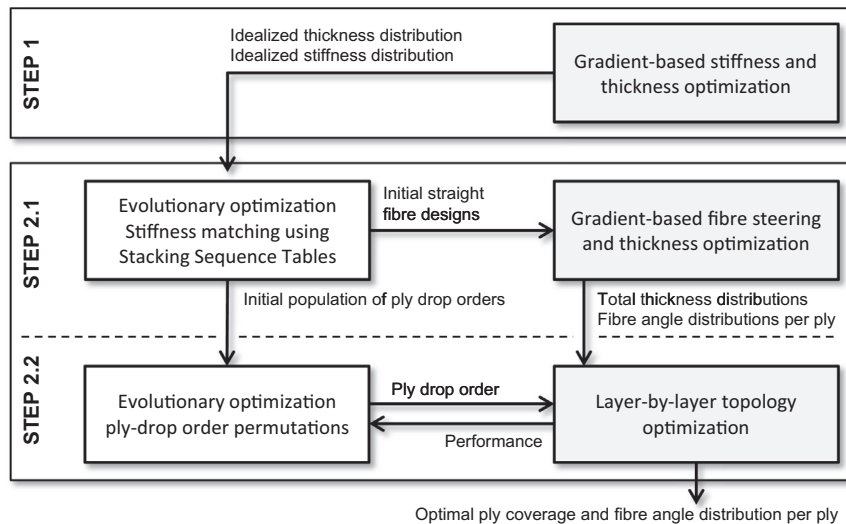 STEP 1
Idealized thickness distribution
Idealized stiffness distribution
Gradient-based stiffness and
thickness optimization
STEP 2.1
Evolutionary optimization
Stiffness matching using
Stacking Sequence Tables
Initial straight
fibre designs
Gradient-based fibre steering
and thickness optimization
Initial population of ply drop orders
Total thickness distributions
Fibre angle distributions per ply
STEP 2.2
Evolutionary optimization
ply-drop order permutations
Ply drop order
Performance
Layer-by-layer topology
optimization
Optimal ply coverage and fibre angle distribution per ply